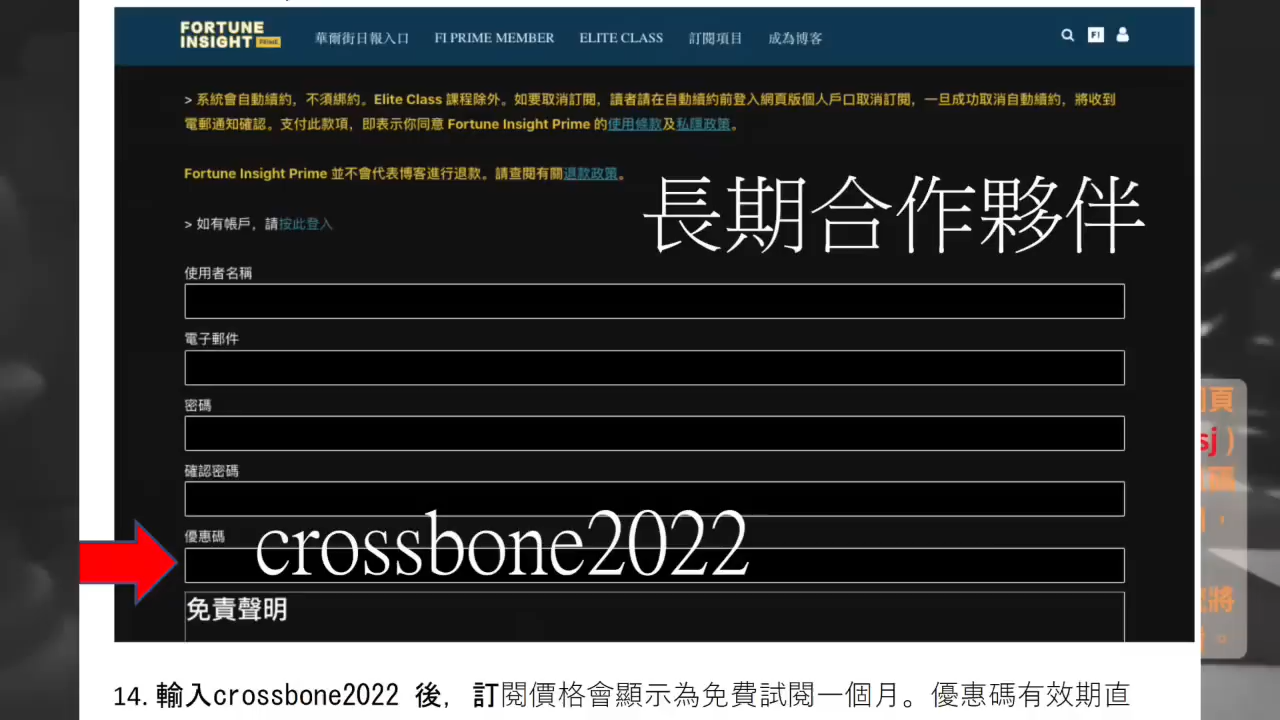 FORTUNE
INSIGHT PRIME
華爾街日報入口 FI PRIME MEMBER ELITE CLASS 訂閱項目 成為博客
FI
> 系統會自動續約，不須綁約。Elite Class 課程除外。如要取消訂閱，讀者請在自動續約前登入網頁版個人戶口取消訂閱，一旦成功取消自動續約，將收到
電郵通知確認。支付此款項，即表示你同意 Fortune Insight Prime 的使用條款及私隱政策。
Fortune Insight Prime 並不會代表博客進行退款。請查閱有關退款政策。
長期合作夥伴
> 如有帳戶，請按此登入
使用者名稱
電子郵件
密碼
確認密碼
優惠碼
crossbone2022
免責聲明
頁
sj )
將
。
14. 輸入crossbone2022 後，訂閱價格會顯示為免費試閱一個月。優惠碼有效期直